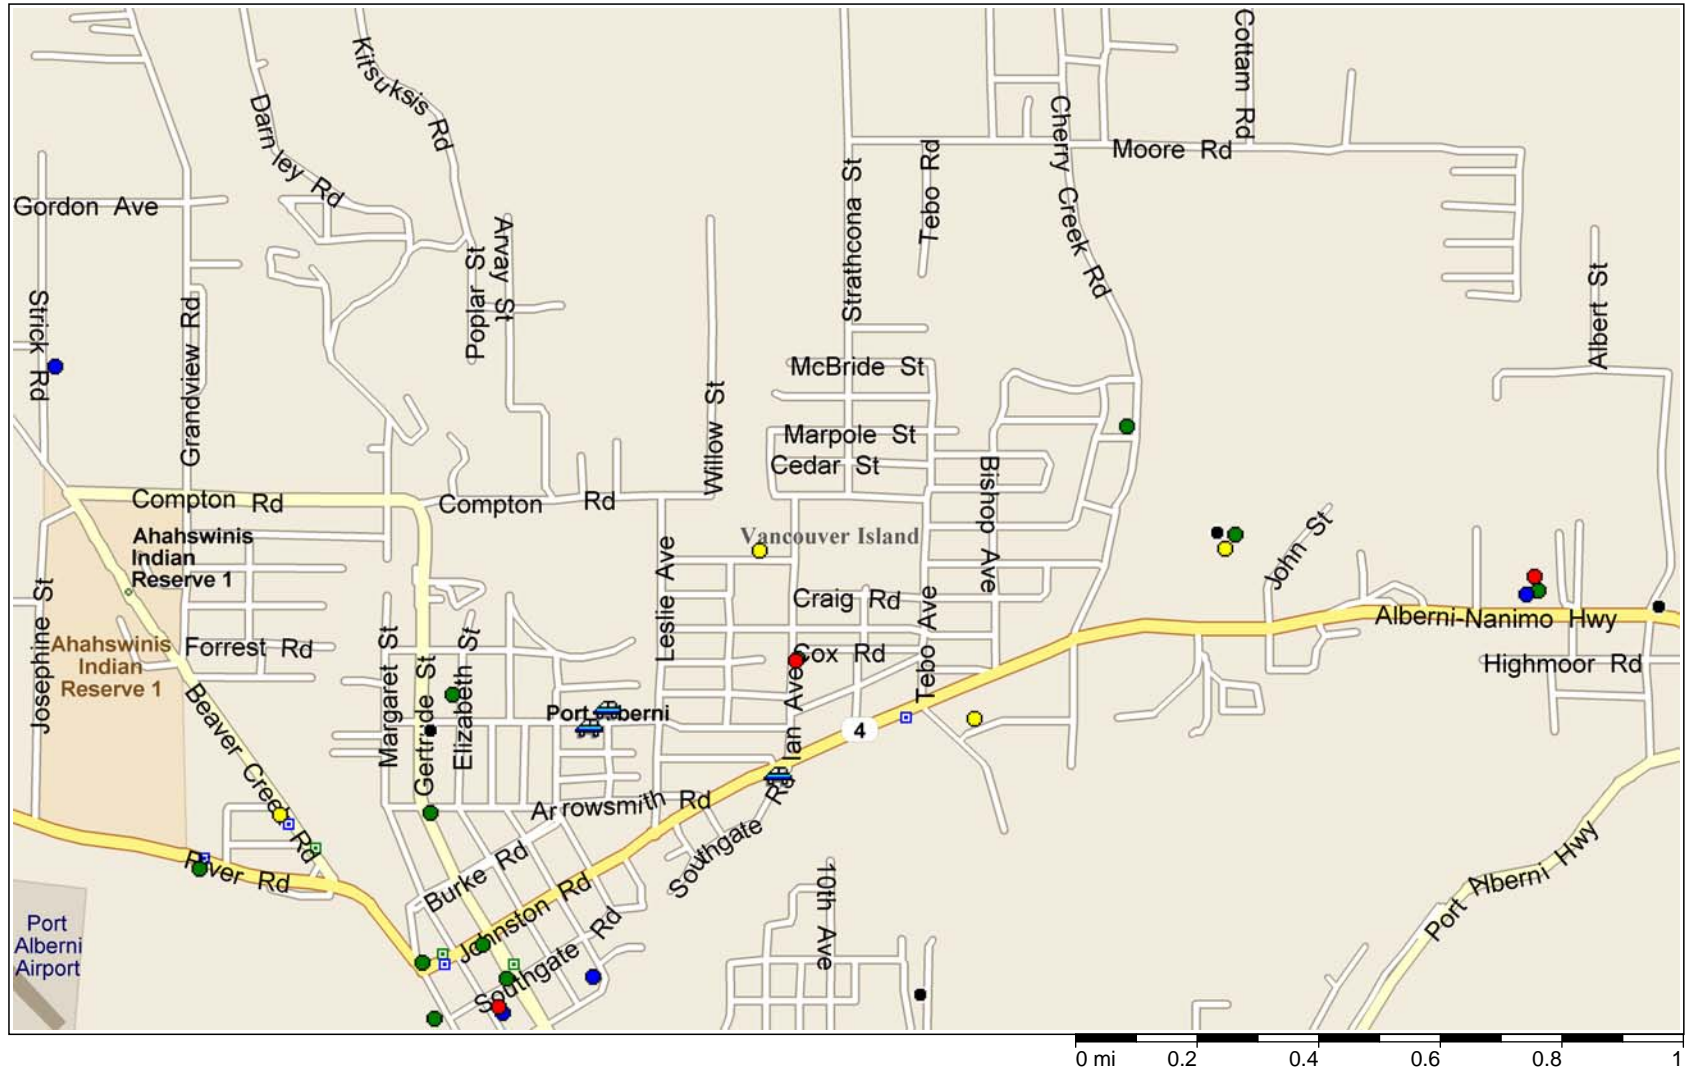 Kitsuksis Rd
Cottam Rd
Darnley Rd
Cherry Creek Rd
Moore Rd
Tebo Rd
Strathcona St
Gordon Ave
Arvay St
Poplar St
Albert St
Strick Rd
Grandview Rd
McBride St
Willow St
Marpole St
Cedar St
Bishop Ave
Compton Rd
Compton Rd
Vancouver Island
John St
Ahahswinis
Indian
Reserve 1
Leslie Ave
Craig Rd
Tebo Ave
Alberni-Nanimo Hwy
Josephine St
Forrest Rd
Ahahswinis
Indian
Reserve 1
Margaret St
Gertrude St
Elizabeth St
Cox Rd
Highmoor Rd
Port Alberni
Ian Ave
4
Beaver Creek Rd
Arrowsmith Rd
Rd
Southgate
River Rd
Burke Rd
Johnston Rd
10th Ave
Port Alberni Hwy
Southgate Rd
Port
Alberni
Airport
0 mi 0.2 0.4 0.6 0.8 1